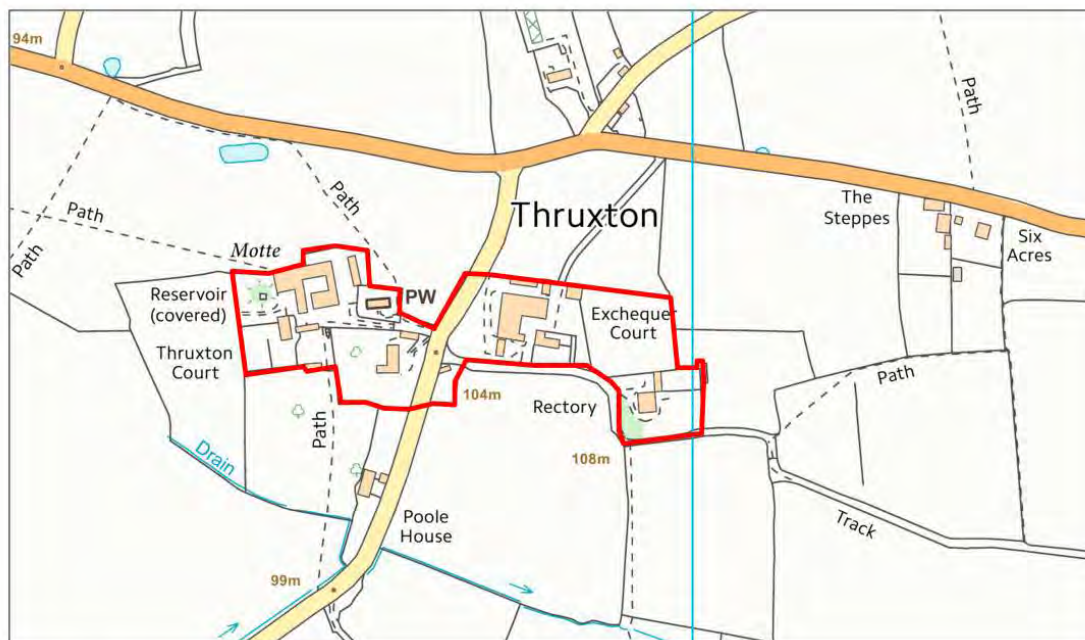 94m
Path
Path
Path
Path
Thruxton
The
Steppes
Six
Acres
Motte
Reservoir
(covered)
PW
Exchequer
Court
Thruxton
Court
104m
Rectory
Path
Path
108m
Drain
Poole
House
Track
99m